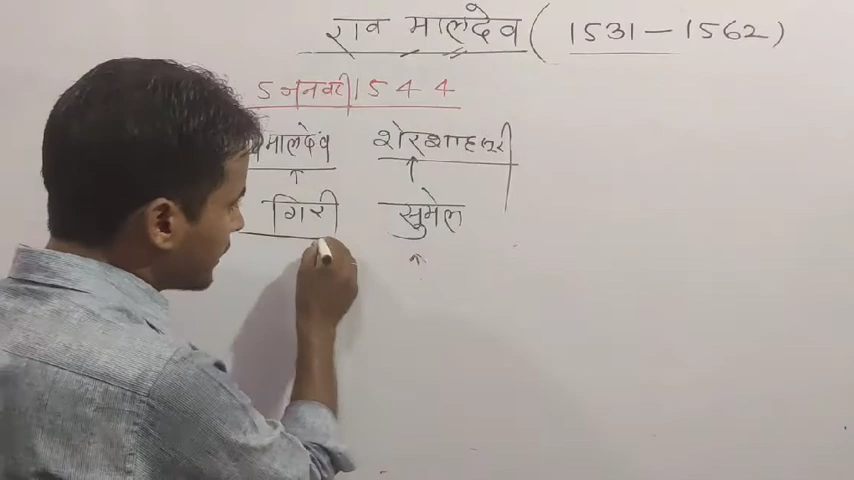 राव मालदेव (1531 - 1562)
5 जनवरी 1544
मालदेव शेरशाह सूरी
गिरी सुमेल